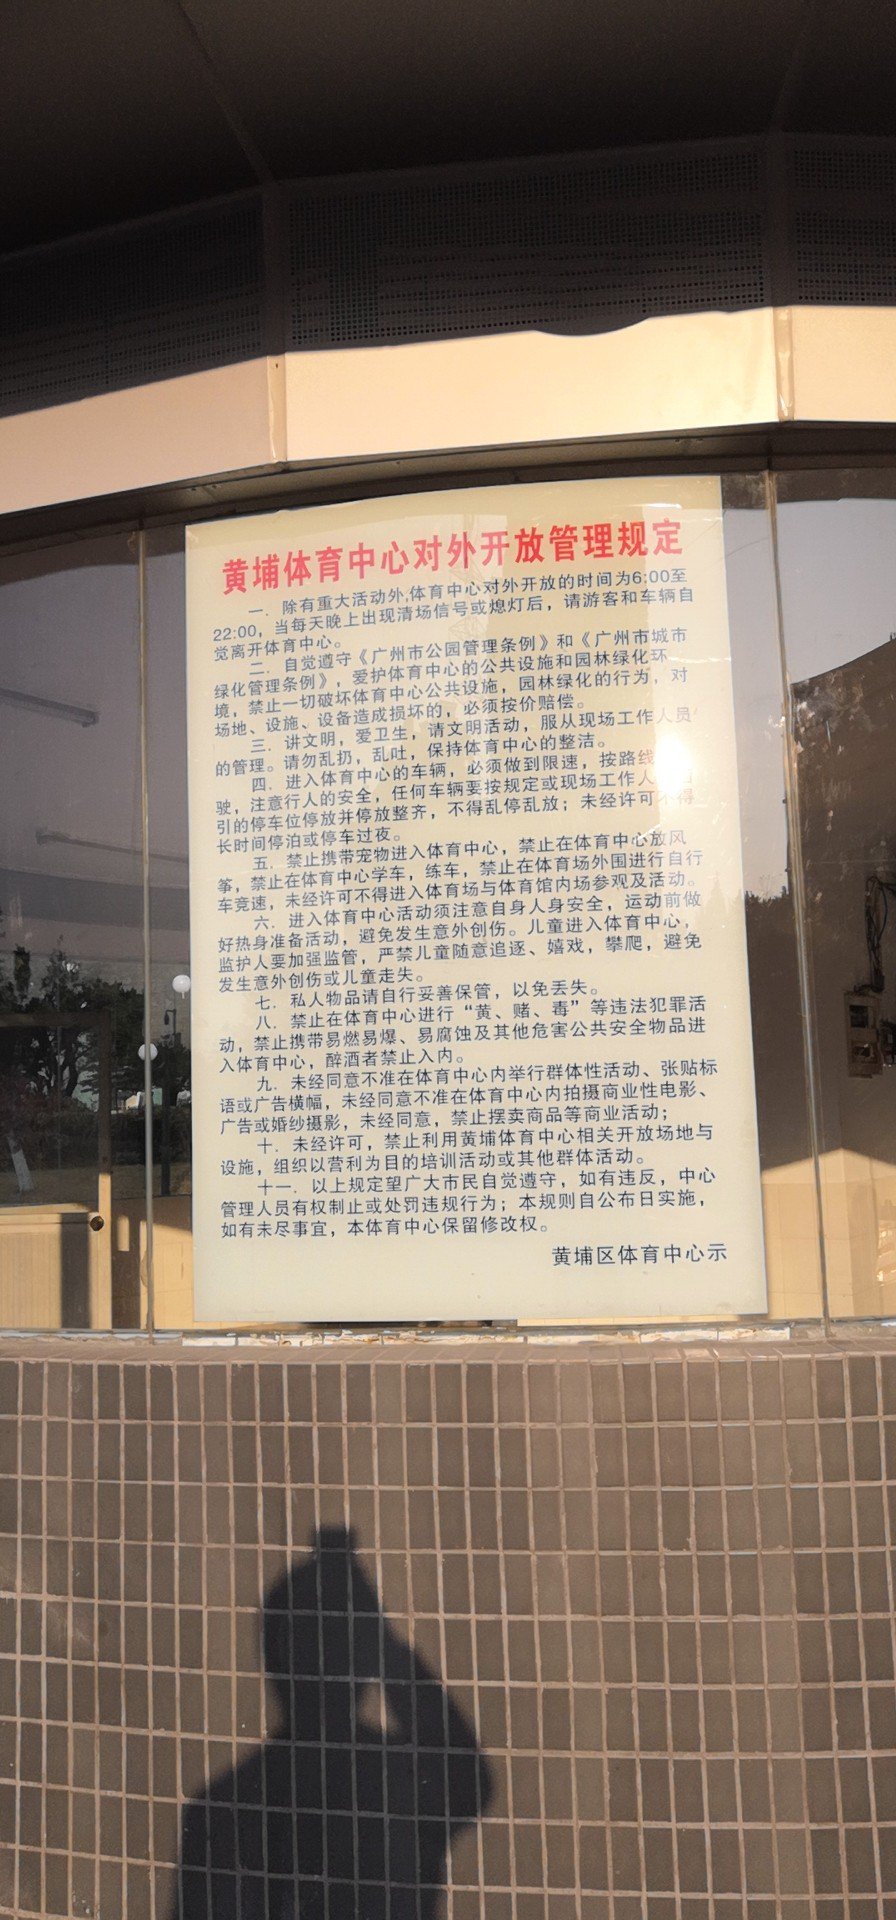 黄埔体育中心对外开放管理规定
一. 除有重大活动外,体育中心对外开放的时间为6:00至
22:00，当每天晚上出现清场信号或熄灯后，请游客和车辆自
觉离开体育中心。
二. 自觉遵守《广州市公园管理条例》和《广州市城市
绿化管理条例》，爱护体育中心的公共设施和园林绿化环
境，禁止一切破坏体育中心公共设施，园林绿化的行为，对
场地、设施、设备造成损坏的，必须按价赔偿。
三. 讲文明，爱卫生，请文明活动，服从现场工作人员
的管理。请勿乱扔，乱吐，保持体育中心的整洁。
四. 进入体育中心的车辆，必须做到限速，按路线
驶，注意行人的安全，任何车辆要按规定或现场工作人
引的停车位停放并停放整齐，不得乱停乱放；未经许可不得
长时间停泊或停车过夜。
五. 禁止携带宠物进入体育中心，禁止在体育中心放风
筝，禁止在体育中心学车，练车，禁止在体育场外围进行自行
车竞速，未经许可不得进入体育场与体育馆内场参观及活动。
六. 进入体育中心活动须注意自身人身安全，运动前做
好热身准备活动，避免发生意外创伤。儿童进入体育中心，
监护人要加强监管，严禁儿童随意追逐、嬉戏，攀爬，避免
发生意外创伤或儿童走失。
七. 私人物品请自行妥善保管，以免丢失。
八. 禁止在体育中心进行“黄、赌、毒”等违法犯罪活
动，禁止携带易燃易爆、易腐蚀及其他危害公共安全物品进
入体育中心，醉酒者禁止入内。
九. 未经同意不准在体育中心内举行群体性活动、张贴标
语或广告横幅，未经同意不准在体育中心内拍摄商业性电影、
广告或婚纱摄影，未经同意，禁止摆卖商品等商业活动；
十. 未经许可，禁止利用黄埔体育中心相关开放场地与
设施，组织以营利为目的培训活动或其他群体活动。
十一. 以上规定望广大市民自觉遵守，如有违反，中心
管理人员有权制止或处罚违规行为；本规则自公布日实施，
如有未尽事宜，本体育中心保留修改权。
黄埔区体育中心示